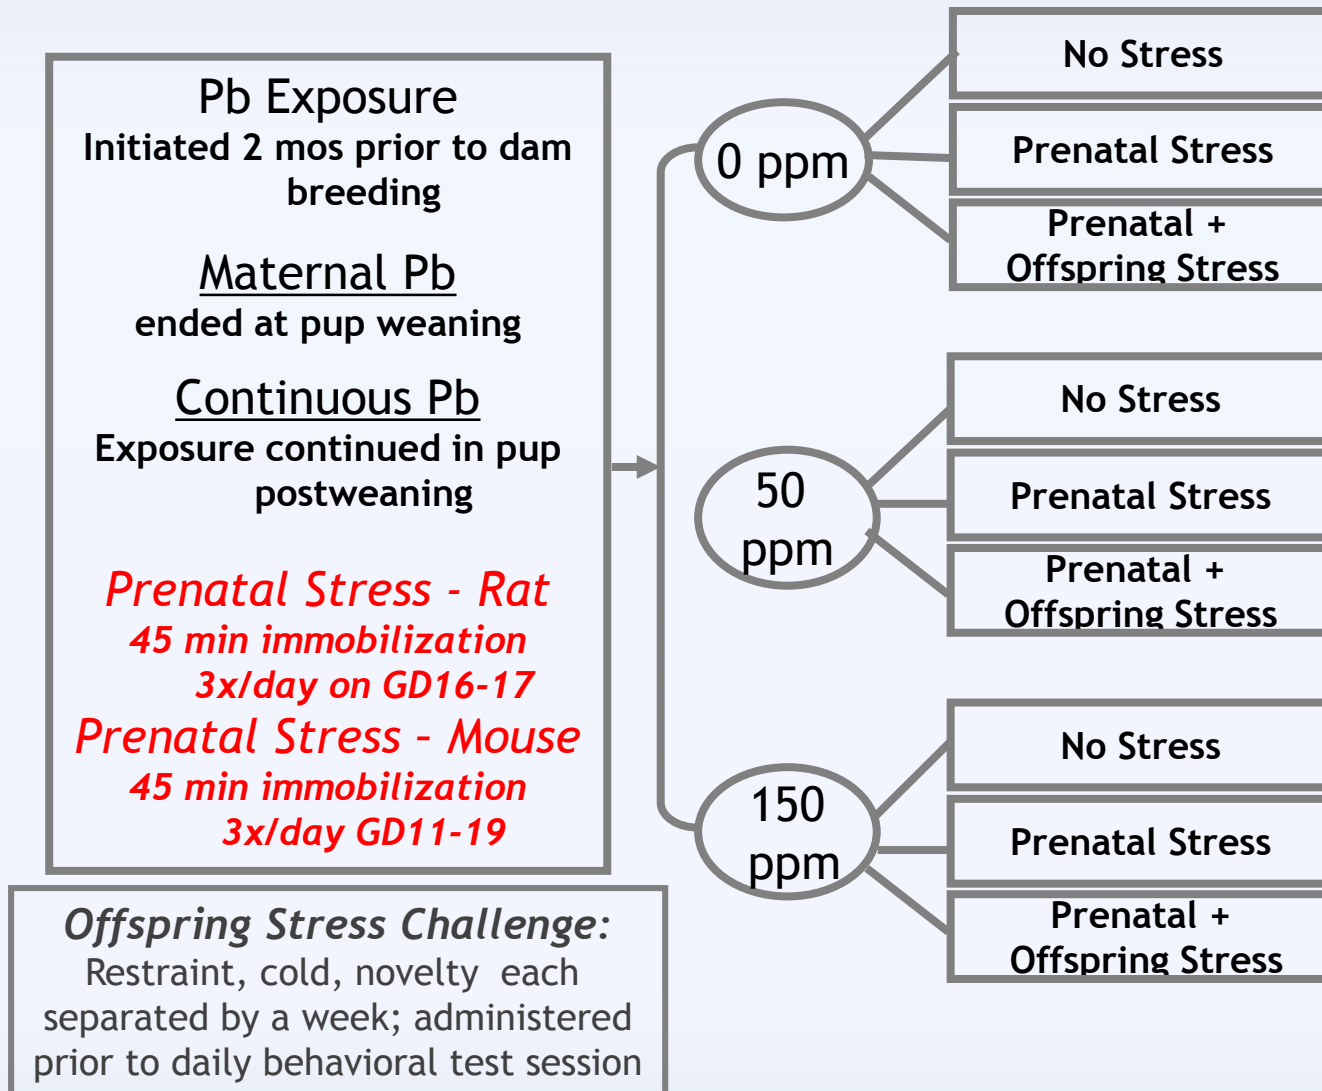 Pb Exposure
Initiated 2 mos prior to dam
breeding
Maternal Pb
ended at pup weaning
Continuous Pb
Exposure continued in pup
postweaning
Prenatal Stress - Rat
45 min immobilization
3x/day on GD16-17
Prenatal Stress – Mouse
45 min immobilization
3x/day GD11-19
Offspring Stress Challenge:
Restraint, cold, novelty  each
separated by a week; administered
prior to daily behavioral test session
0 ppm
No Stress
Prenatal Stress
Prenatal +
Offspring Stress
50
ppm
No Stress
Prenatal Stress
Prenatal +
Offspring Stress
150
ppm
No Stress
Prenatal Stress
Prenatal +
Offspring Stress